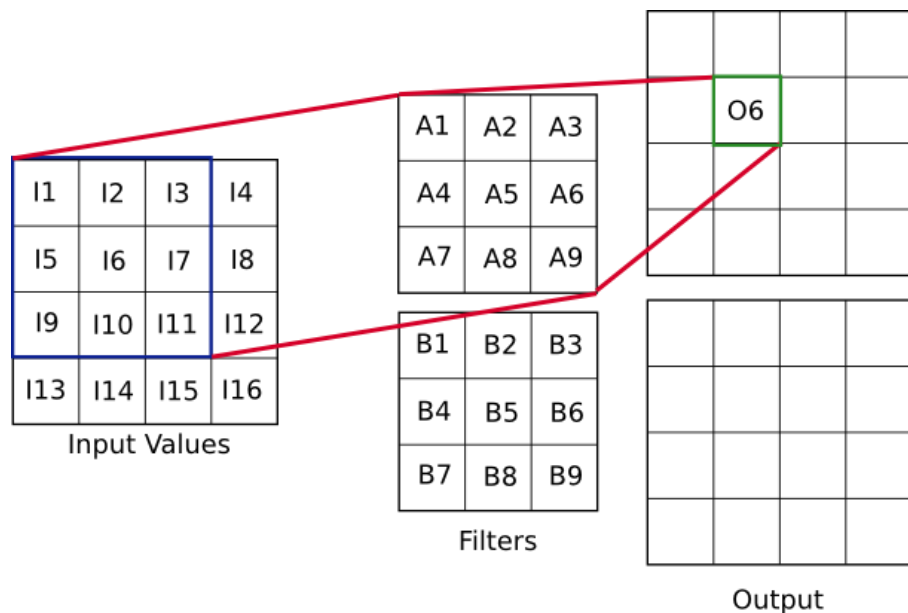 I1 I2 I3 I4
I5 I6 I7 I8
I9 I10 I11 I12
I13 I14 I15 I16
Input Values
A1 A2 A3
A4 A5 A6
A7 A8 A9
B1 B2 B3
B4 B5 B6
B7 B8 B9
Filters
O6
Output